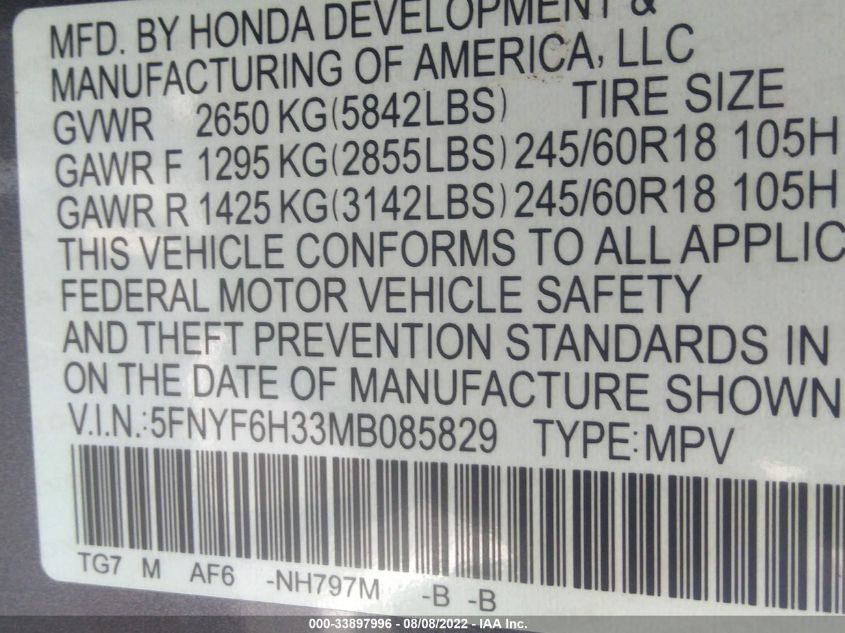 MFD. BY HONDA DEVELOPMENT &
MANUFACTURING OF AMERICA, LLC
GVWR 2650 KG(5842LBS) TIRE SIZE
GAWR F 1295 KG(2855LBS) 245/60R18 105H
GAWR R 1425 KG(3142LBS) 245/60R18 105H
THIS VEHICLE CONFORMS TO ALL APPLIC
FEDERAL MOTOR VEHICLE SAFETY
AND THEFT PREVENTION STANDARDS IN
ON THE DATE OF MANUFACTURE SHOWN
V.I.N.:5FNYF6H33MB085829 TYPE:MPV
TG7 M AF6 -NH797M -B -B
000-33897996 - 08/08/2022 - IAA, Inc.